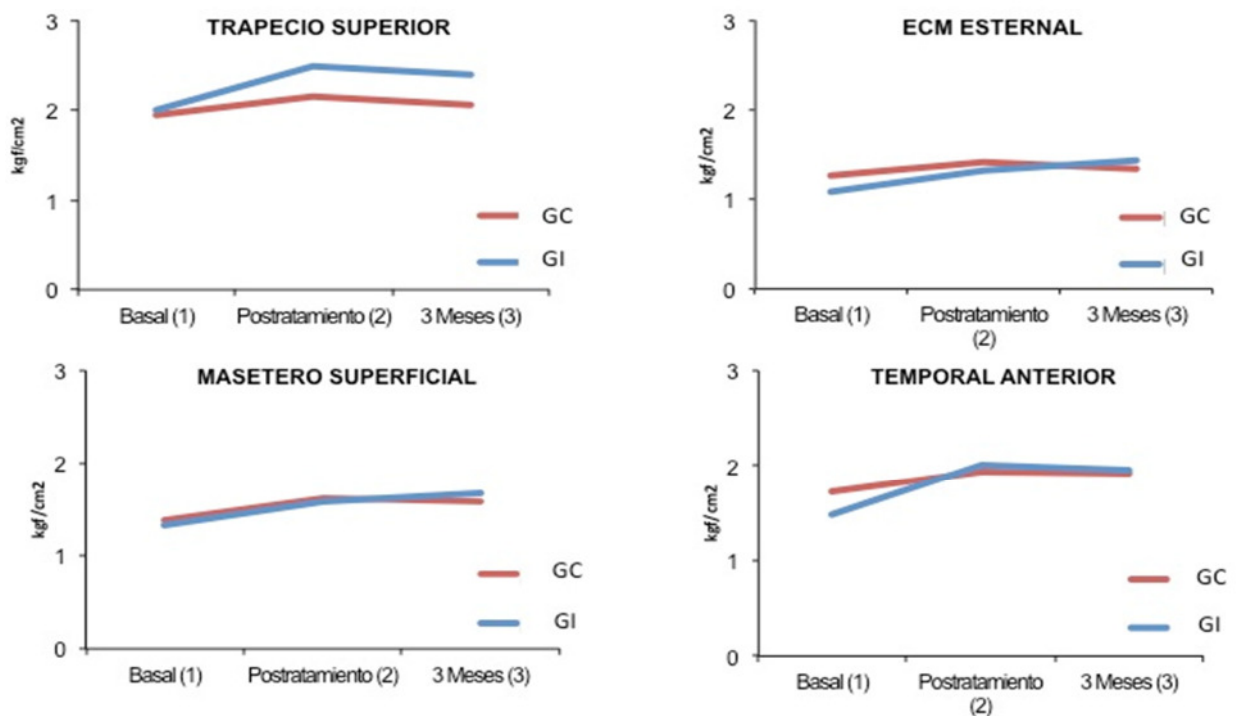 TRAPECIO SUPERIOR
3
2
1
0
kgf/cm2
GC
GI
Basal (1)
Postratamiento (2)
3 Meses (3)
ECM ESTERNAL
3
2
1
0
kgf/cm2
GC
GI
Basal (1)
Postratamiento
(2)
3 Meses (3)
MASETERO SUPERFICIAL
3
2
1
0
kgf/cm2
GC
GI
Basal (1)
Postratamiento (2)
3 Meses (3)
TEMPORAL ANTERIOR
3
2
1
0
kgf/cm2
GC
GI
Basal (1)
Postratamiento
(2)
3 Meses (3)